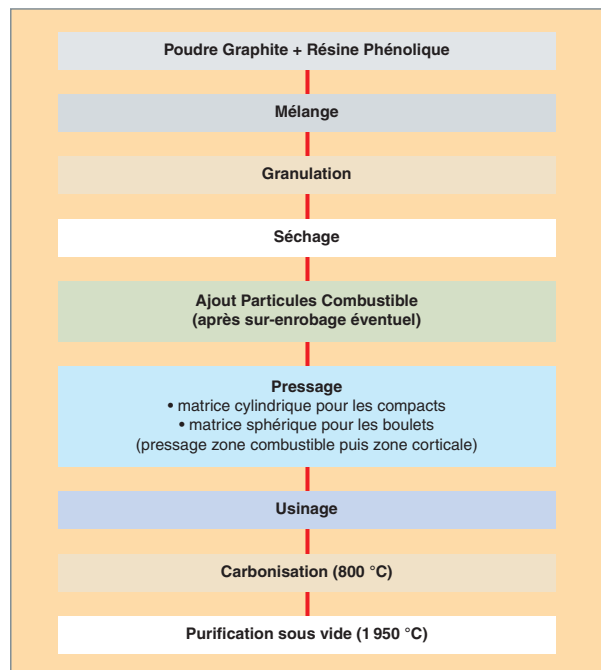 Poudre Graphite + Résine Phénolique
Mélange
Granulation
Séchage
Ajout Particules Combustible
(après sur-enrobage éventuel)
Pressage
• matrice cylindrique pour les compacts
• matrice sphérique pour les boulets
(pressage zone combustible puis zone corticale)
Usinage
Carbonisation (800 °C)
Purification sous vide (1 950 °C)